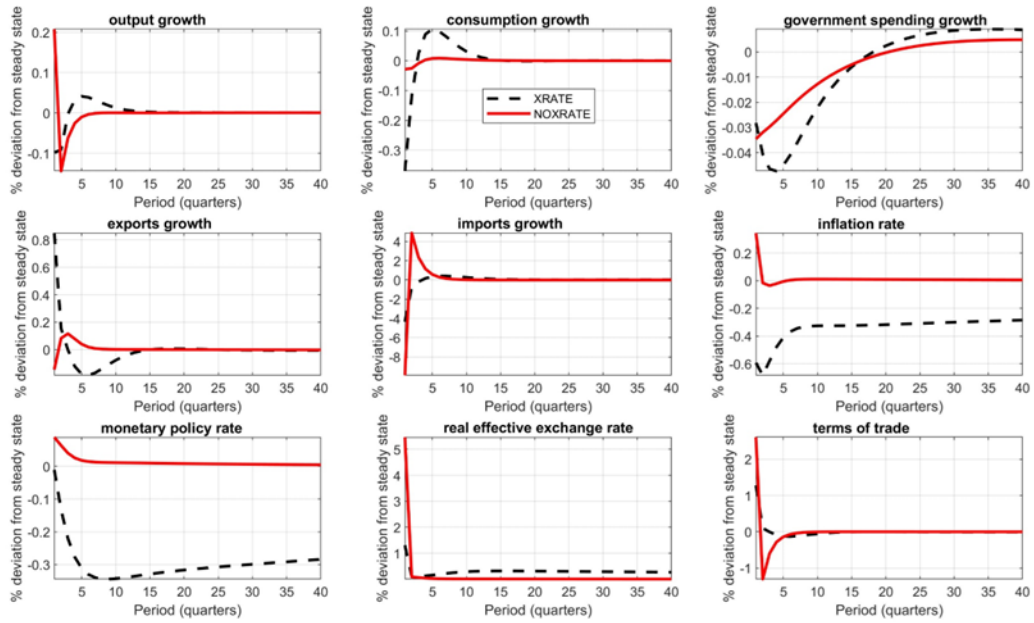 output growth
% deviation from steady state
0.2
0.1
0
-0.1
5 10 15 20 25 30 35 40
Period (quarters)
consumption growth
% deviation from steady state
0.1
0
-0.1
-0.2
-0.3
XRATE
NOXRATE
5 10 15 20 25 30 35 40
Period (quarters)
government spending growth
% deviation from steady state
0
-0.01
-0.02
-0.03
-0.04
5 10 15 20 25 30 35 40
Period (quarters)
exports growth
% deviation from steady state
0.8
0.6
0.4
0.2
0
5 10 15 20 25 30 35 40
Period (quarters)
imports growth
% deviation from steady state
4
2
0
-2
-4
-6
-8
5 10 15 20 25 30 35 40
Period (quarters)
inflation rate
% deviation from steady state
0.2
0
-0.2
-0.4
-0.6
5 10 15 20 25 30 35 40
Period (quarters)
monetary policy rate
% deviation from steady state
0
-0.1
-0.2
-0.3
5 10 15 20 25 30 35 40
Period (quarters)
real effective exchange rate
% deviation from steady state
5
4
3
2
1
5 10 15 20 25 30 35 40
Period (quarters)
terms of trade
% deviation from steady state
2
1
0
-1
5 10 15 20 25 30 35 40
Period (quarters)